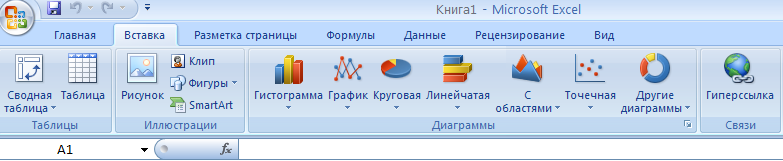 Книга1 - Microsoft Excel
Главная Вставка Разметка страницы Формулы Данные Рецензирование Вид
Сводная таблица Таблица
Таблицы
Рисунок Клип
Фигуры
SmartArt
Иллюстрации
Гистограмма График Круговая Линейчатая С областями Точечная Другие диаграммы
Диаграммы
Гиперссылка
Связи
A1 fx